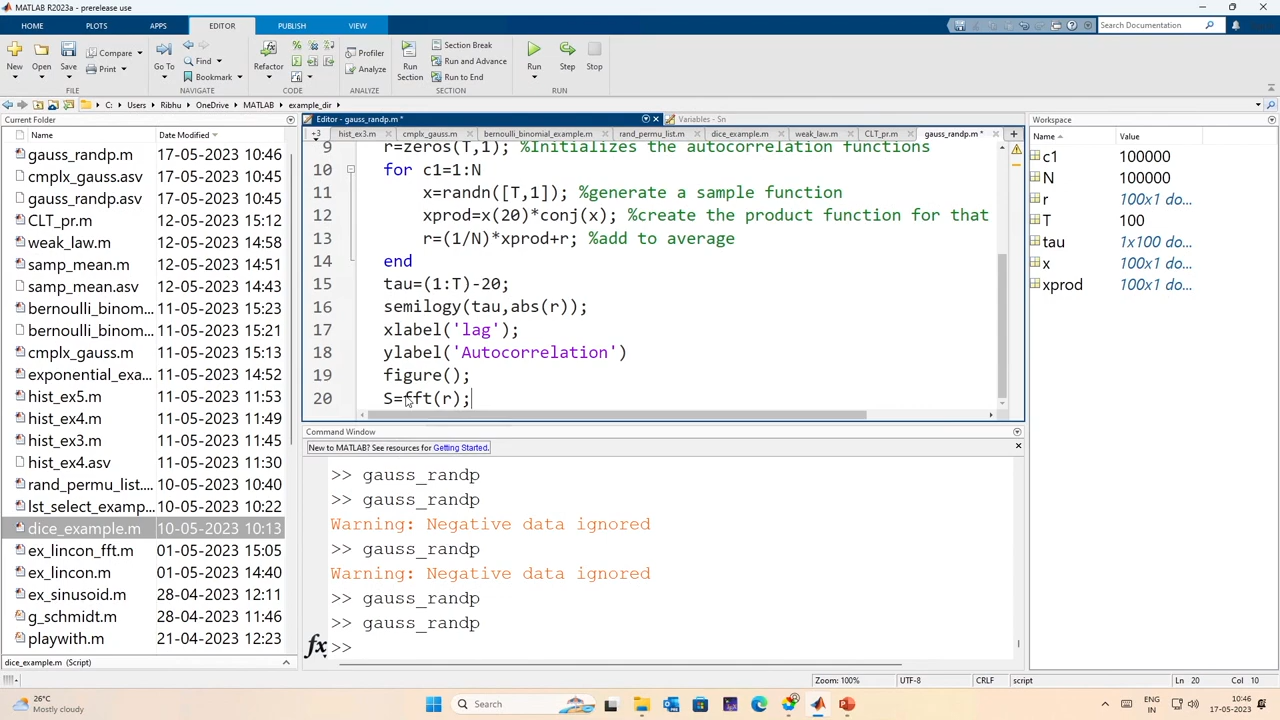 MATLAB R2023a - prerelease use
HOME PLOTS APPS EDITOR PUBLISH VIEW
Search Documentation
New Open Save Compare Print Go To Find Bookmark Refactor Profiler Analyze Run Section Section Break Run and Advance Run to End Run Step Stop
FILE NAVIGATE CODE ANALYZE SECTION RUN
C: Users Ribhu OneDrive MATLAB example_dir
Current Folder
Name Date Modified
gauss_randp.m 17-05-2023 10:46
cmplx_gauss.asv 17-05-2023 10:45
gauss_randp.asv 17-05-2023 10:45
CLT_pr.m 12-05-2023 15:12
weak_law.m 12-05-2023 14:58
samp_mean.m 12-05-2023 14:51
samp_mean.asv 12-05-2023 14:43
bernoulli_binom... 11-05-2023 15:23
bernoulli_binom... 11-05-2023 15:21
cmplx_gauss.m 11-05-2023 15:13
exponential_exa... 11-05-2023 14:52
hist_ex5.m 11-05-2023 11:53
hist_ex4.m 11-05-2023 11:49
hist_ex3.m 11-05-2023 11:45
hist_ex4.asv 11-05-2023 11:30
rand_permu_list.... 10-05-2023 10:40
lst_select_examp... 10-05-2023 10:22
dice_example.m 10-05-2023 10:13
ex_lincon_fft.m 01-05-2023 15:05
ex_lincon.m 01-05-2023 14:40
ex_sinusoid.m 28-04-2023 12:11
g_schmidt.m 28-04-2023 11:46
playwith.m 21-04-2023 12:23
dice_example.m (Script)
Editor - gauss_randp.m *
Variables - Sn
+3 hist_ex3.m cmplx_gauss.m bernoulli_binomial_example.m rand_permu_list.m dice_example.m weak_law.m CLT_pr.m gauss_randp.m *
9 r=zeros(T,1); %Initializes the autocorrelation functions
10 for c1=1:N
11 x=randn([T,1]); %generate a sample function
12 xprod=x(20)*conj(x); %create the product function for that
13 r=(1/N)*xprod+r; %add to average
14 end
15 tau=(1:T)-20;
16 semilogy(tau,abs(r));
17 xlabel('lag');
18 ylabel('Autocorrelation')
19 figure();
20 S=fft(r);
Command Window
New to MATLAB? See resources for Getting Started.
>> gauss_randp
>> gauss_randp
Warning: Negative data ignored
>> gauss_randp
Warning: Negative data ignored
>> gauss_randp
>> gauss_randp
fx >>
Workspace
Name Value
c1 100000
N 100000
r 100x1 do...
T 100
tau 1x100 do...
x 100x1 do...
xprod 100x1 do...
Zoom: 100% UTF-8 CRLF script Ln 20 Col 10
26°C
Mostly cloudy
Search
ENG
IN
10:46
17-05-2023